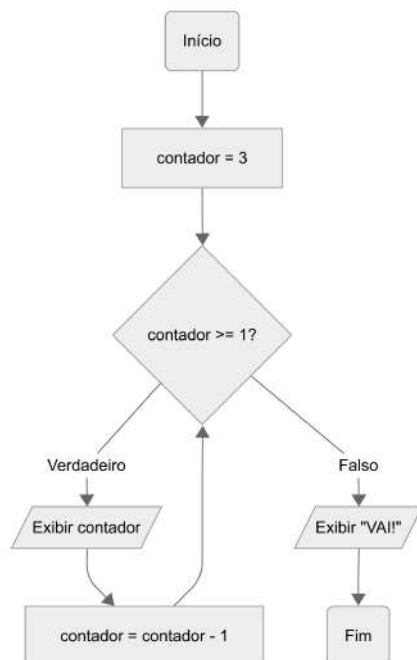 Início
contador = 3
contador >= 1?
Verdadeiro
Falso
Exibir contador
Exibir "VAI!"
contador = contador - 1
Fim